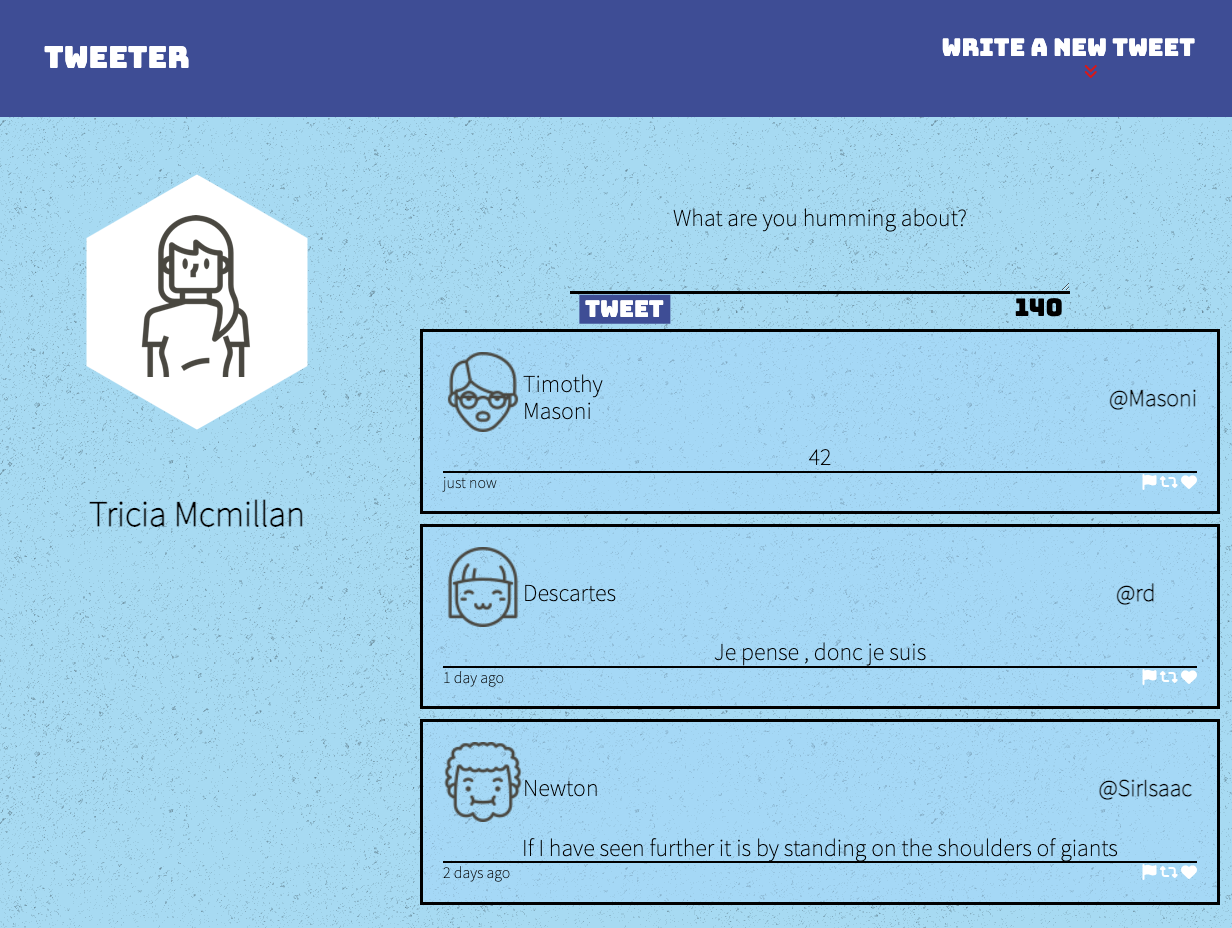 TWEETER
WRITE A NEW TWEET
Tricia Mcmillan
What are you humming about?
TWEET
140
Timothy
Masoni
@Masoni
42
just now
Descartes
@rd
Je pense , donc je suis
1 day ago
Newton
@SirIsaac
If I have seen further it is by standing on the shoulders of giants
2 days ago